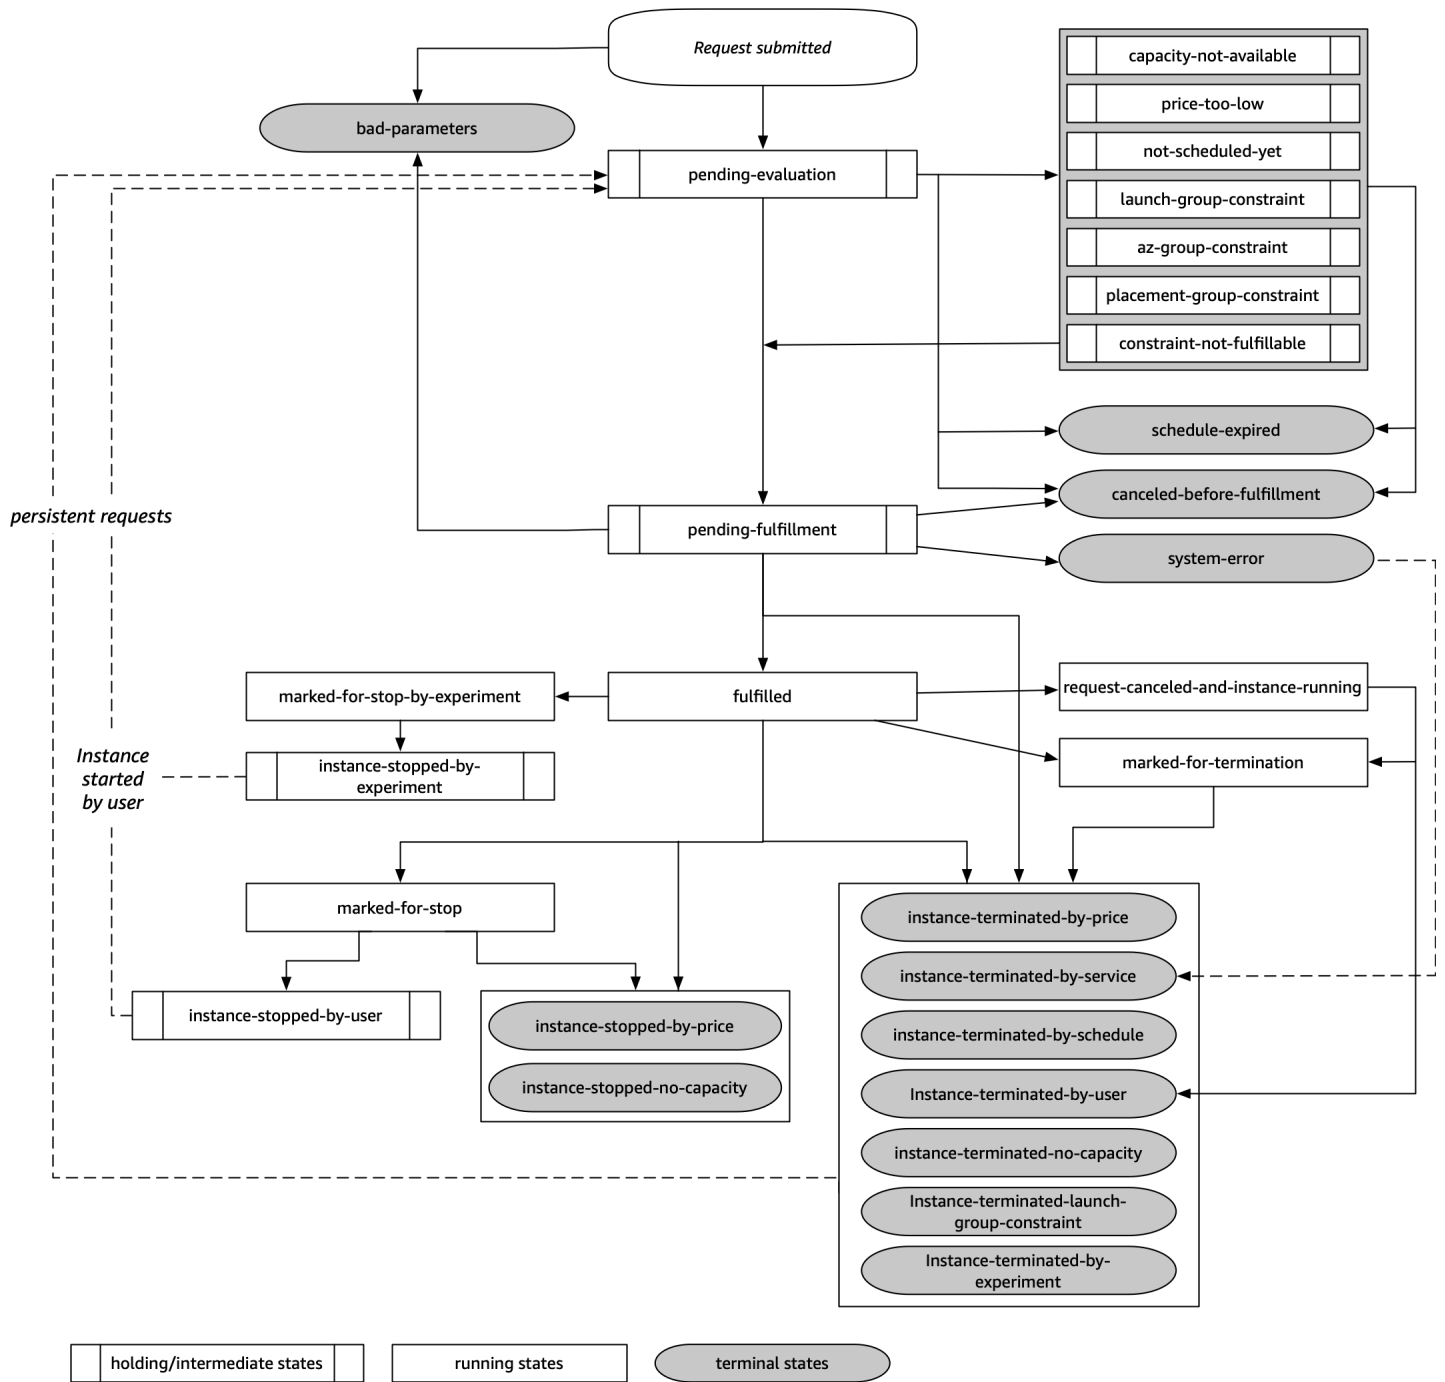 Request submitted
capacity-not-available
price-too-low
bad-parameters
not-scheduled-yet
pending-evaluation
launch-group-constraint
az-group-constraint
placement-group-constraint
constraint-not-fulfillable
schedule-expired
canceled-before-fulfillment
persistent requests
pending-fulfillment
system-error
marked-for-stop-by-experiment
fulfilled
request-canceled-and-instance-running
Instance
started
by user
instance-stopped-by-
experiment
marked-for-termination
marked-for-stop
instance-terminated-by-price
instance-terminated-by-service
instance-stopped-by-user
instance-stopped-by-price
instance-terminated-by-schedule
instance-stopped-no-capacity
Instance-terminated-by-user
instance-terminated-no-capacity
Instance-terminated-launch-
group-constraint
Instance-terminated-by-
experiment
holding/intermediate states
running states
terminal states